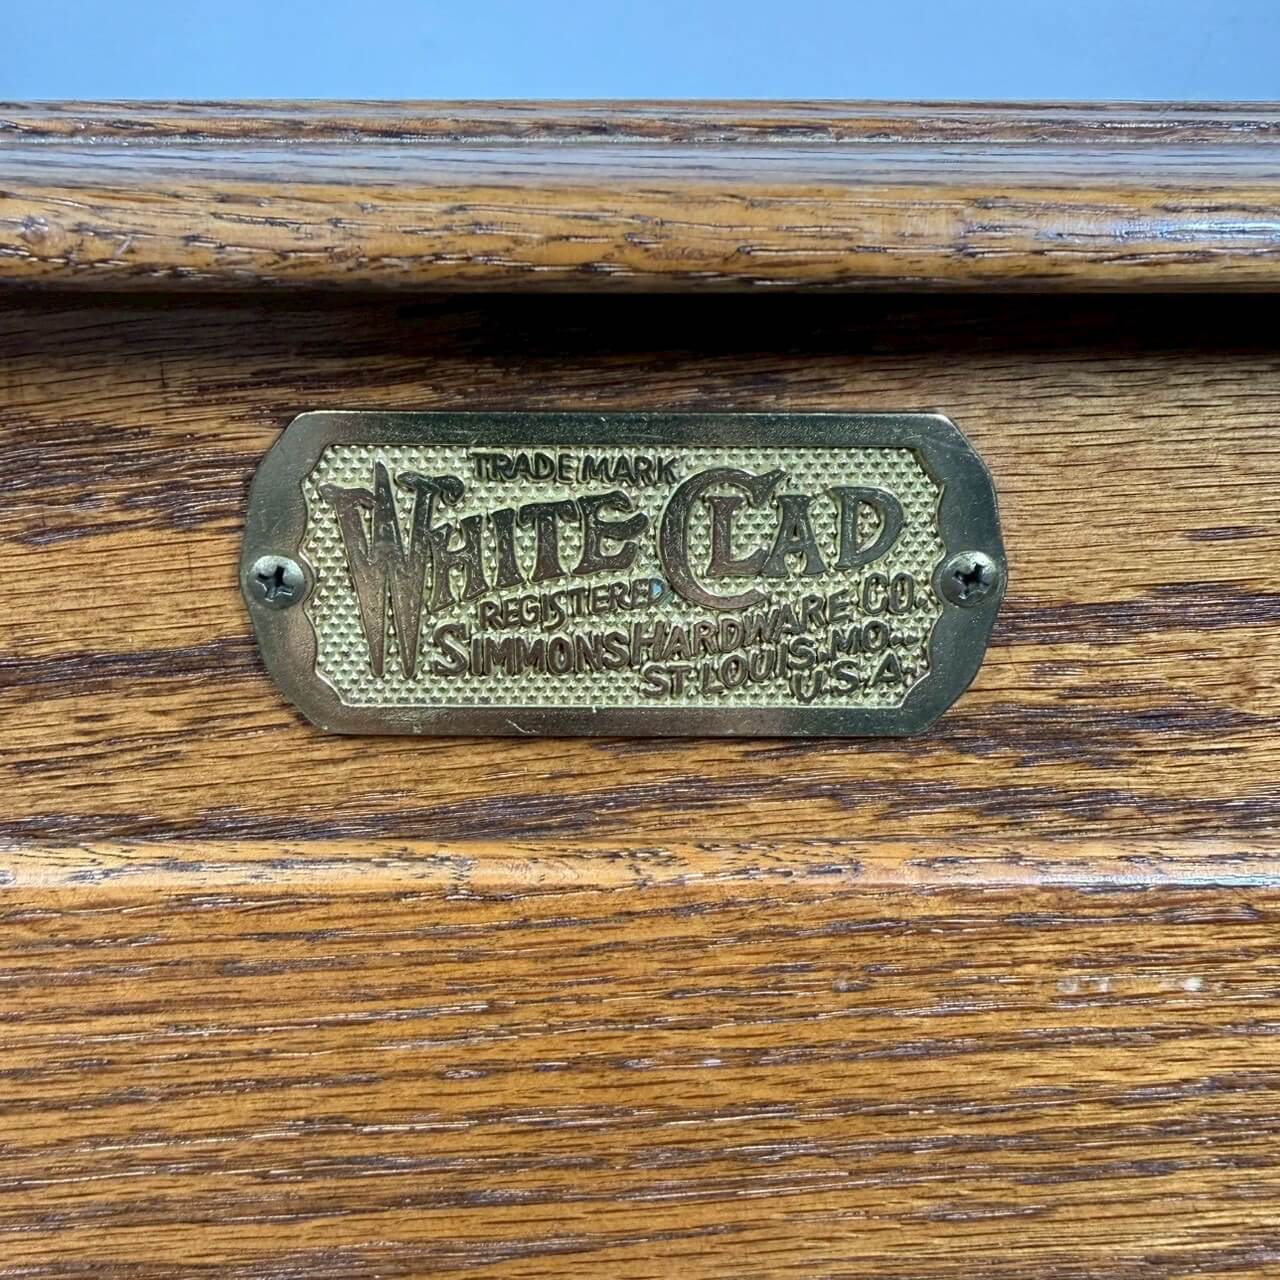 TRADE MARK
WHITE CLAD
REGISTERED
SIMMONS HARDWARE CO.
ST. LOUIS, MO.
U.S.A.